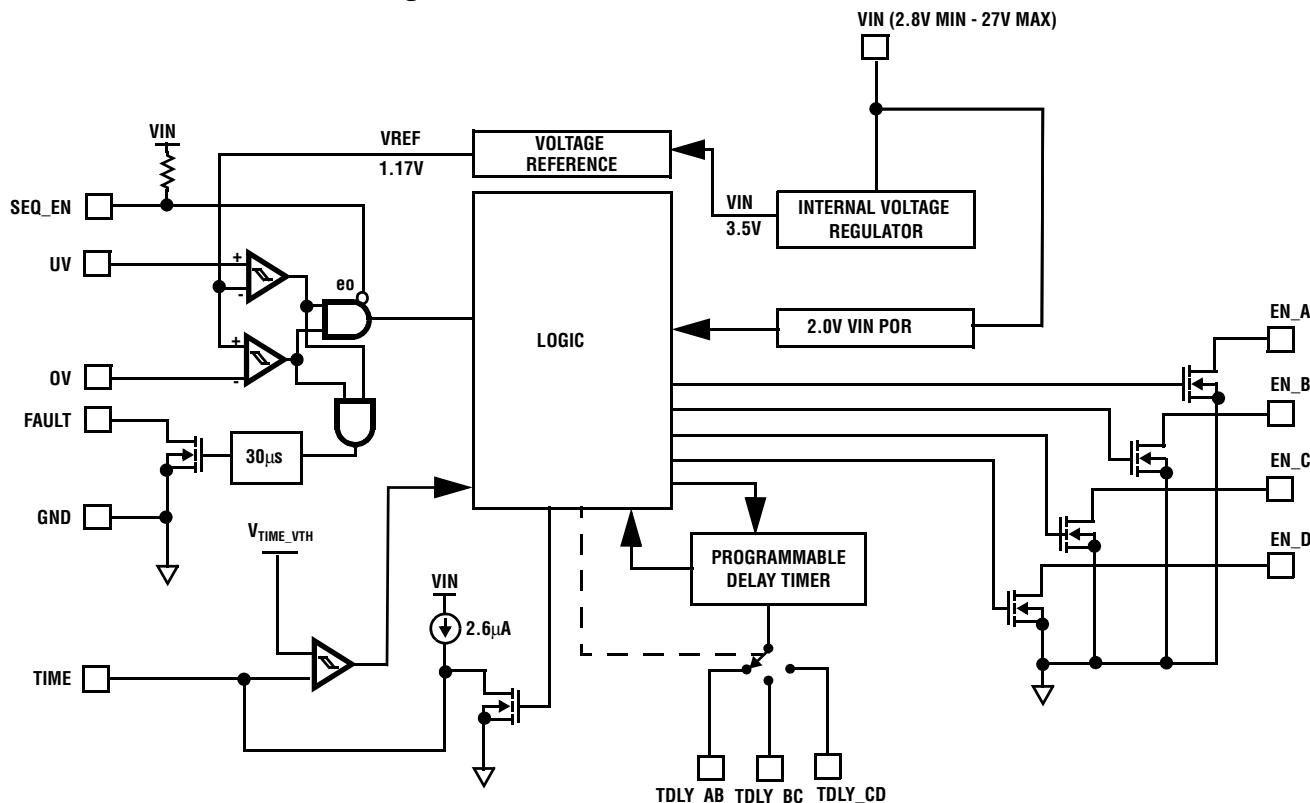 g
VIN (2.8V MIN - 27V MAX)
VIN
VREF
1.17V
VOLTAGE
REFERENCE
SEQ_EN
VIN
3.5V
INTERNAL VOLTAGE
REGULATOR
UV
+
-
eo
LOGIC
2.0V VIN POR
EN_A
+
-
OV
EN_B
FAULT
30µs
EN_C
GND
VTIME_VTH
EN_D
PROGRAMMABLE
DELAY TIMER
VIN
2.6µA
TIME
TDLY_AB
TDLY_BC
TDLY_CD